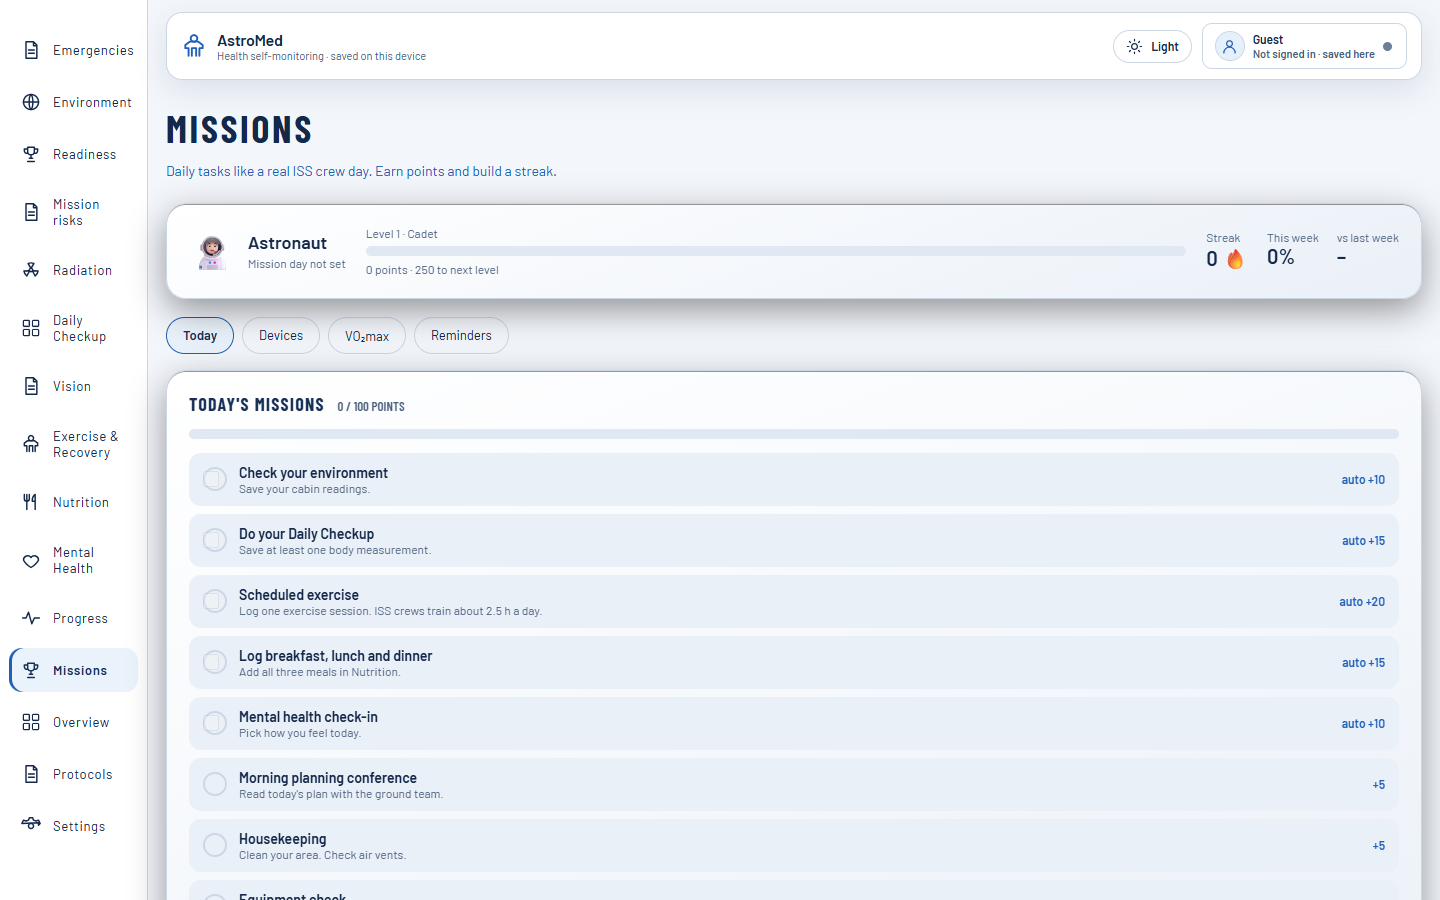 Emergencies
Environment
Readiness
Mission
risks
Radiation
Daily
Checkup
Vision
Exercise &
Recovery
Nutrition
Mental
Health
Progress
Missions
Overview
Protocols
Settings
AstroMed
Health self-monitoring · saved on this device
Light
Guest
Not signed in · saved here
MISSIONS
Daily tasks like a real ISS crew day. Earn points and build a streak.
Astronaut
Mission day not set
Level 1 · Cadet
0 points · 250 to next level
Streak
0 🔥
This week
0%
vs last week
–
Today
Devices
VO₂max
Reminders
TODAY'S MISSIONS 0 / 100 POINTS
Check your environment
Save your cabin readings.
auto +10
Do your Daily Checkup
Save at least one body measurement.
auto +15
Scheduled exercise
Log one exercise session. ISS crews train about 2.5 h a day.
auto +20
Log breakfast, lunch and dinner
Add all three meals in Nutrition.
auto +15
Mental health check-in
Pick how you feel today.
auto +10
Morning planning conference
Read today's plan with the ground team.
+5
Housekeeping
Clean your area. Check air vents.
+5
Equipment check